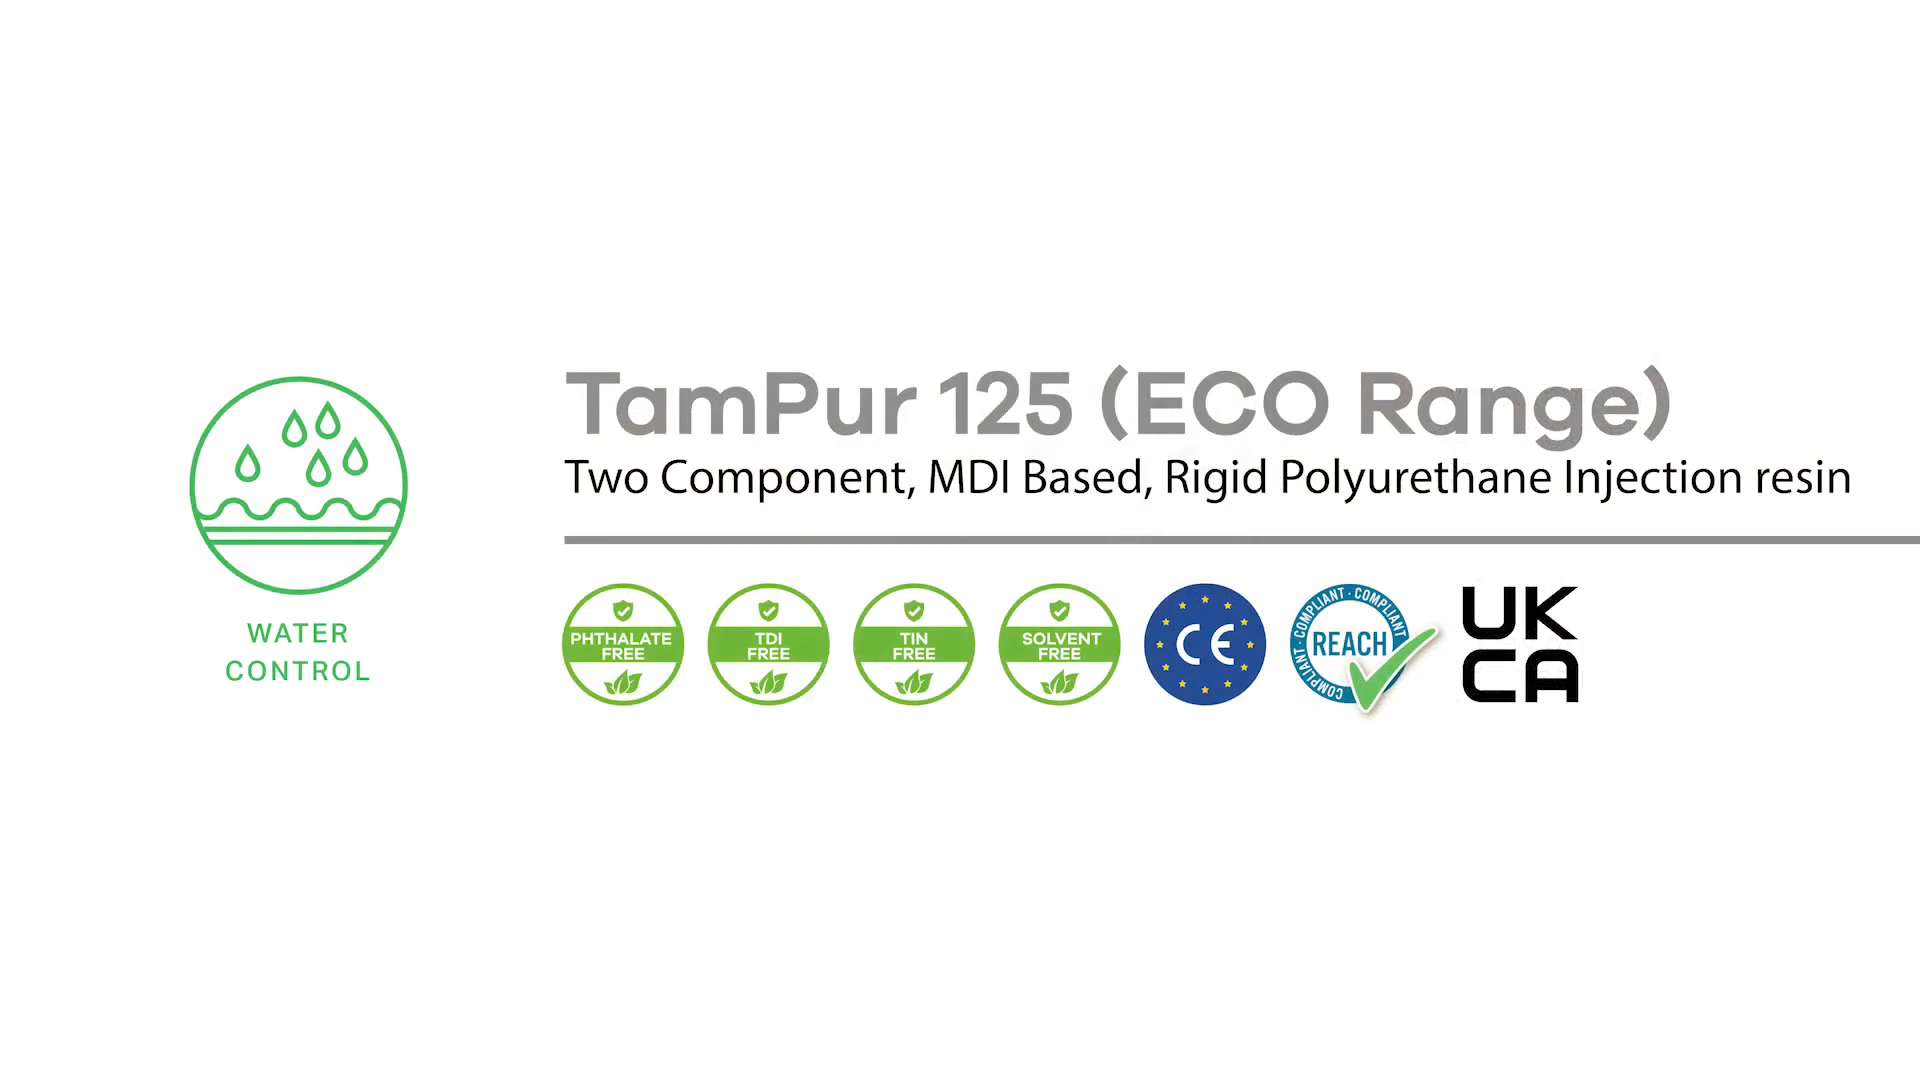 TamPur 125 (ECO Range)
Two Component, MDI Based, Rigid Polyurethane Injection resin
WATER
CONTROL
PHTHALATE
FREE
TDI
FREE
TIN
FREE
SOLVENT
FREE
CE
COMPLIANT · COMPLIANT · COMPLIANT
REACH
UK
CA